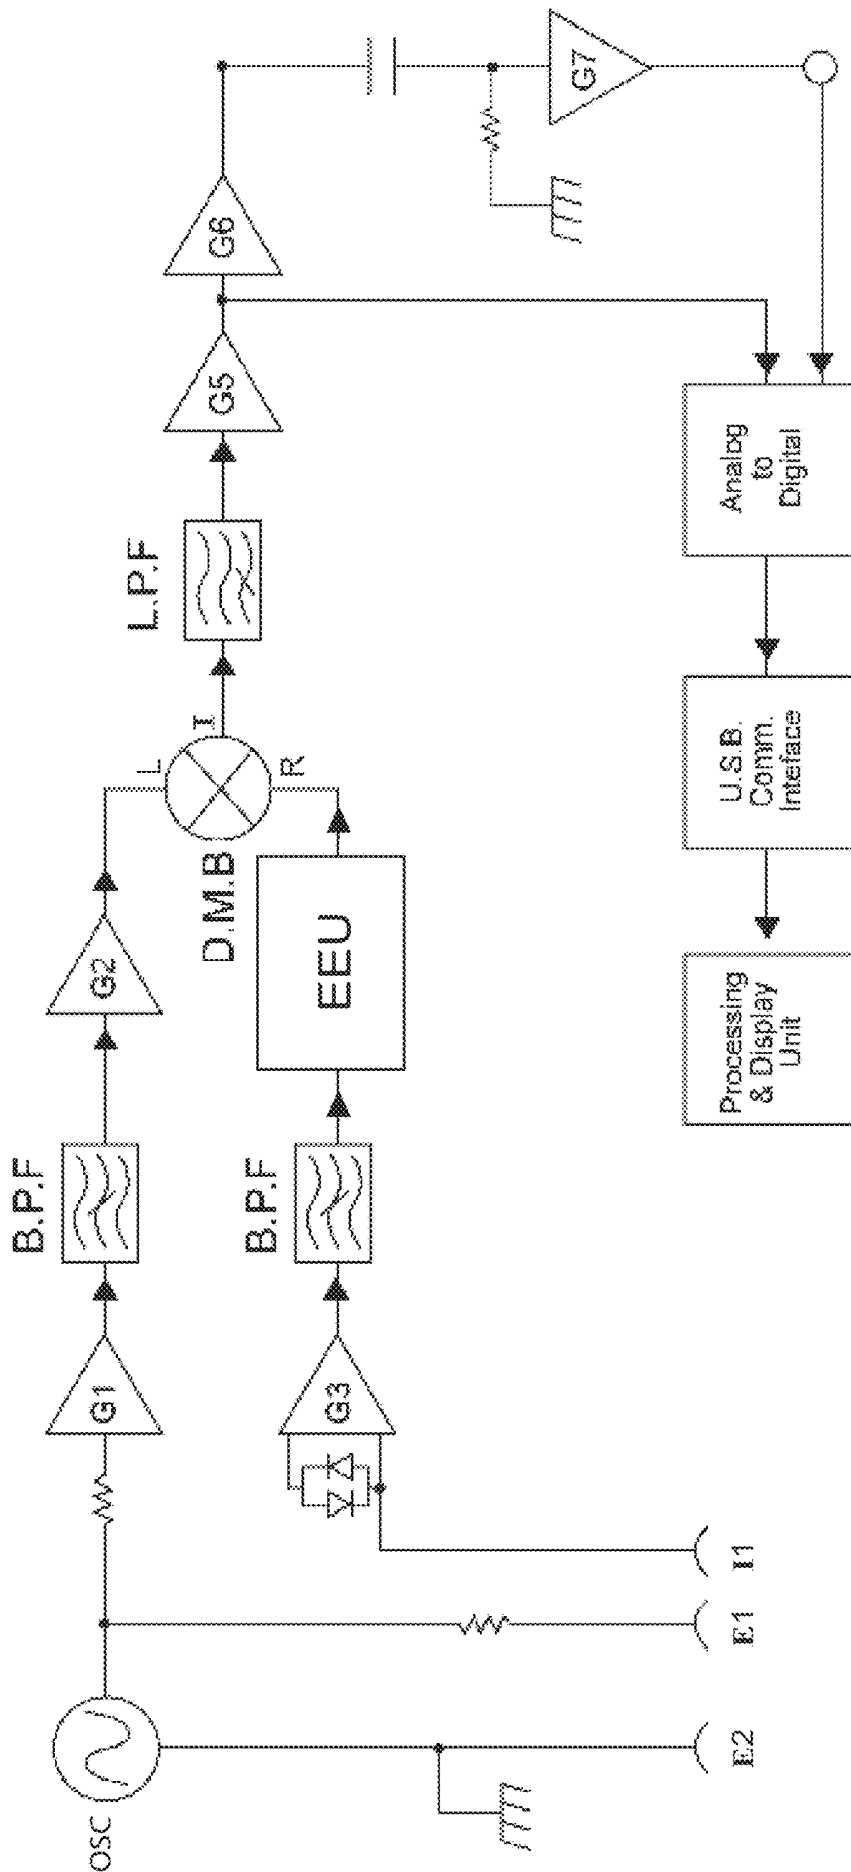 OSC
G1
B.P.F
G2
L
D.M.B
I
R
L.P.F
G5
G6
G7
G3
B.P.F
EEU
E2
E1
I1
Processing
& Display
Unit
U.S.B.
Comm.
Inteface
Analog
to
Digital